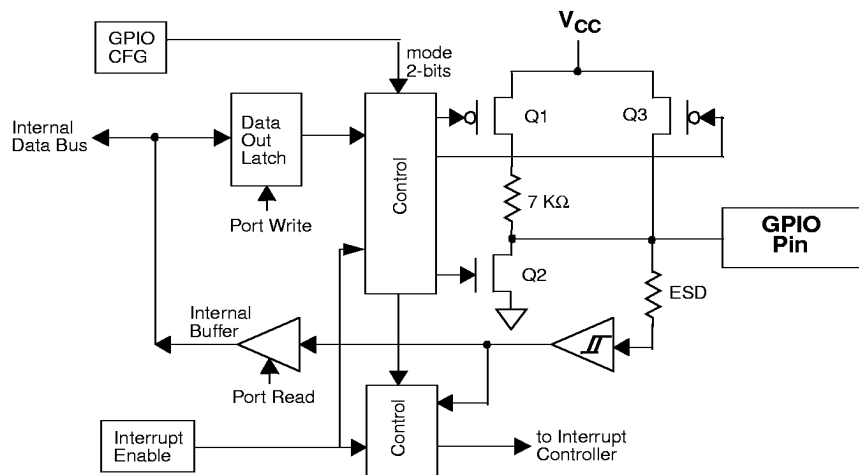 GPIO
CFG
mode
2-bits
VCC
Q1
Q3
Internal
Data Bus
Data
Out
Latch
Control
7 KΩ
Port Write
GPIO
Pin
Q2
ESD
Internal
Buffer
Port Read
Control
Interrupt
Enable
to Interrupt
Controller